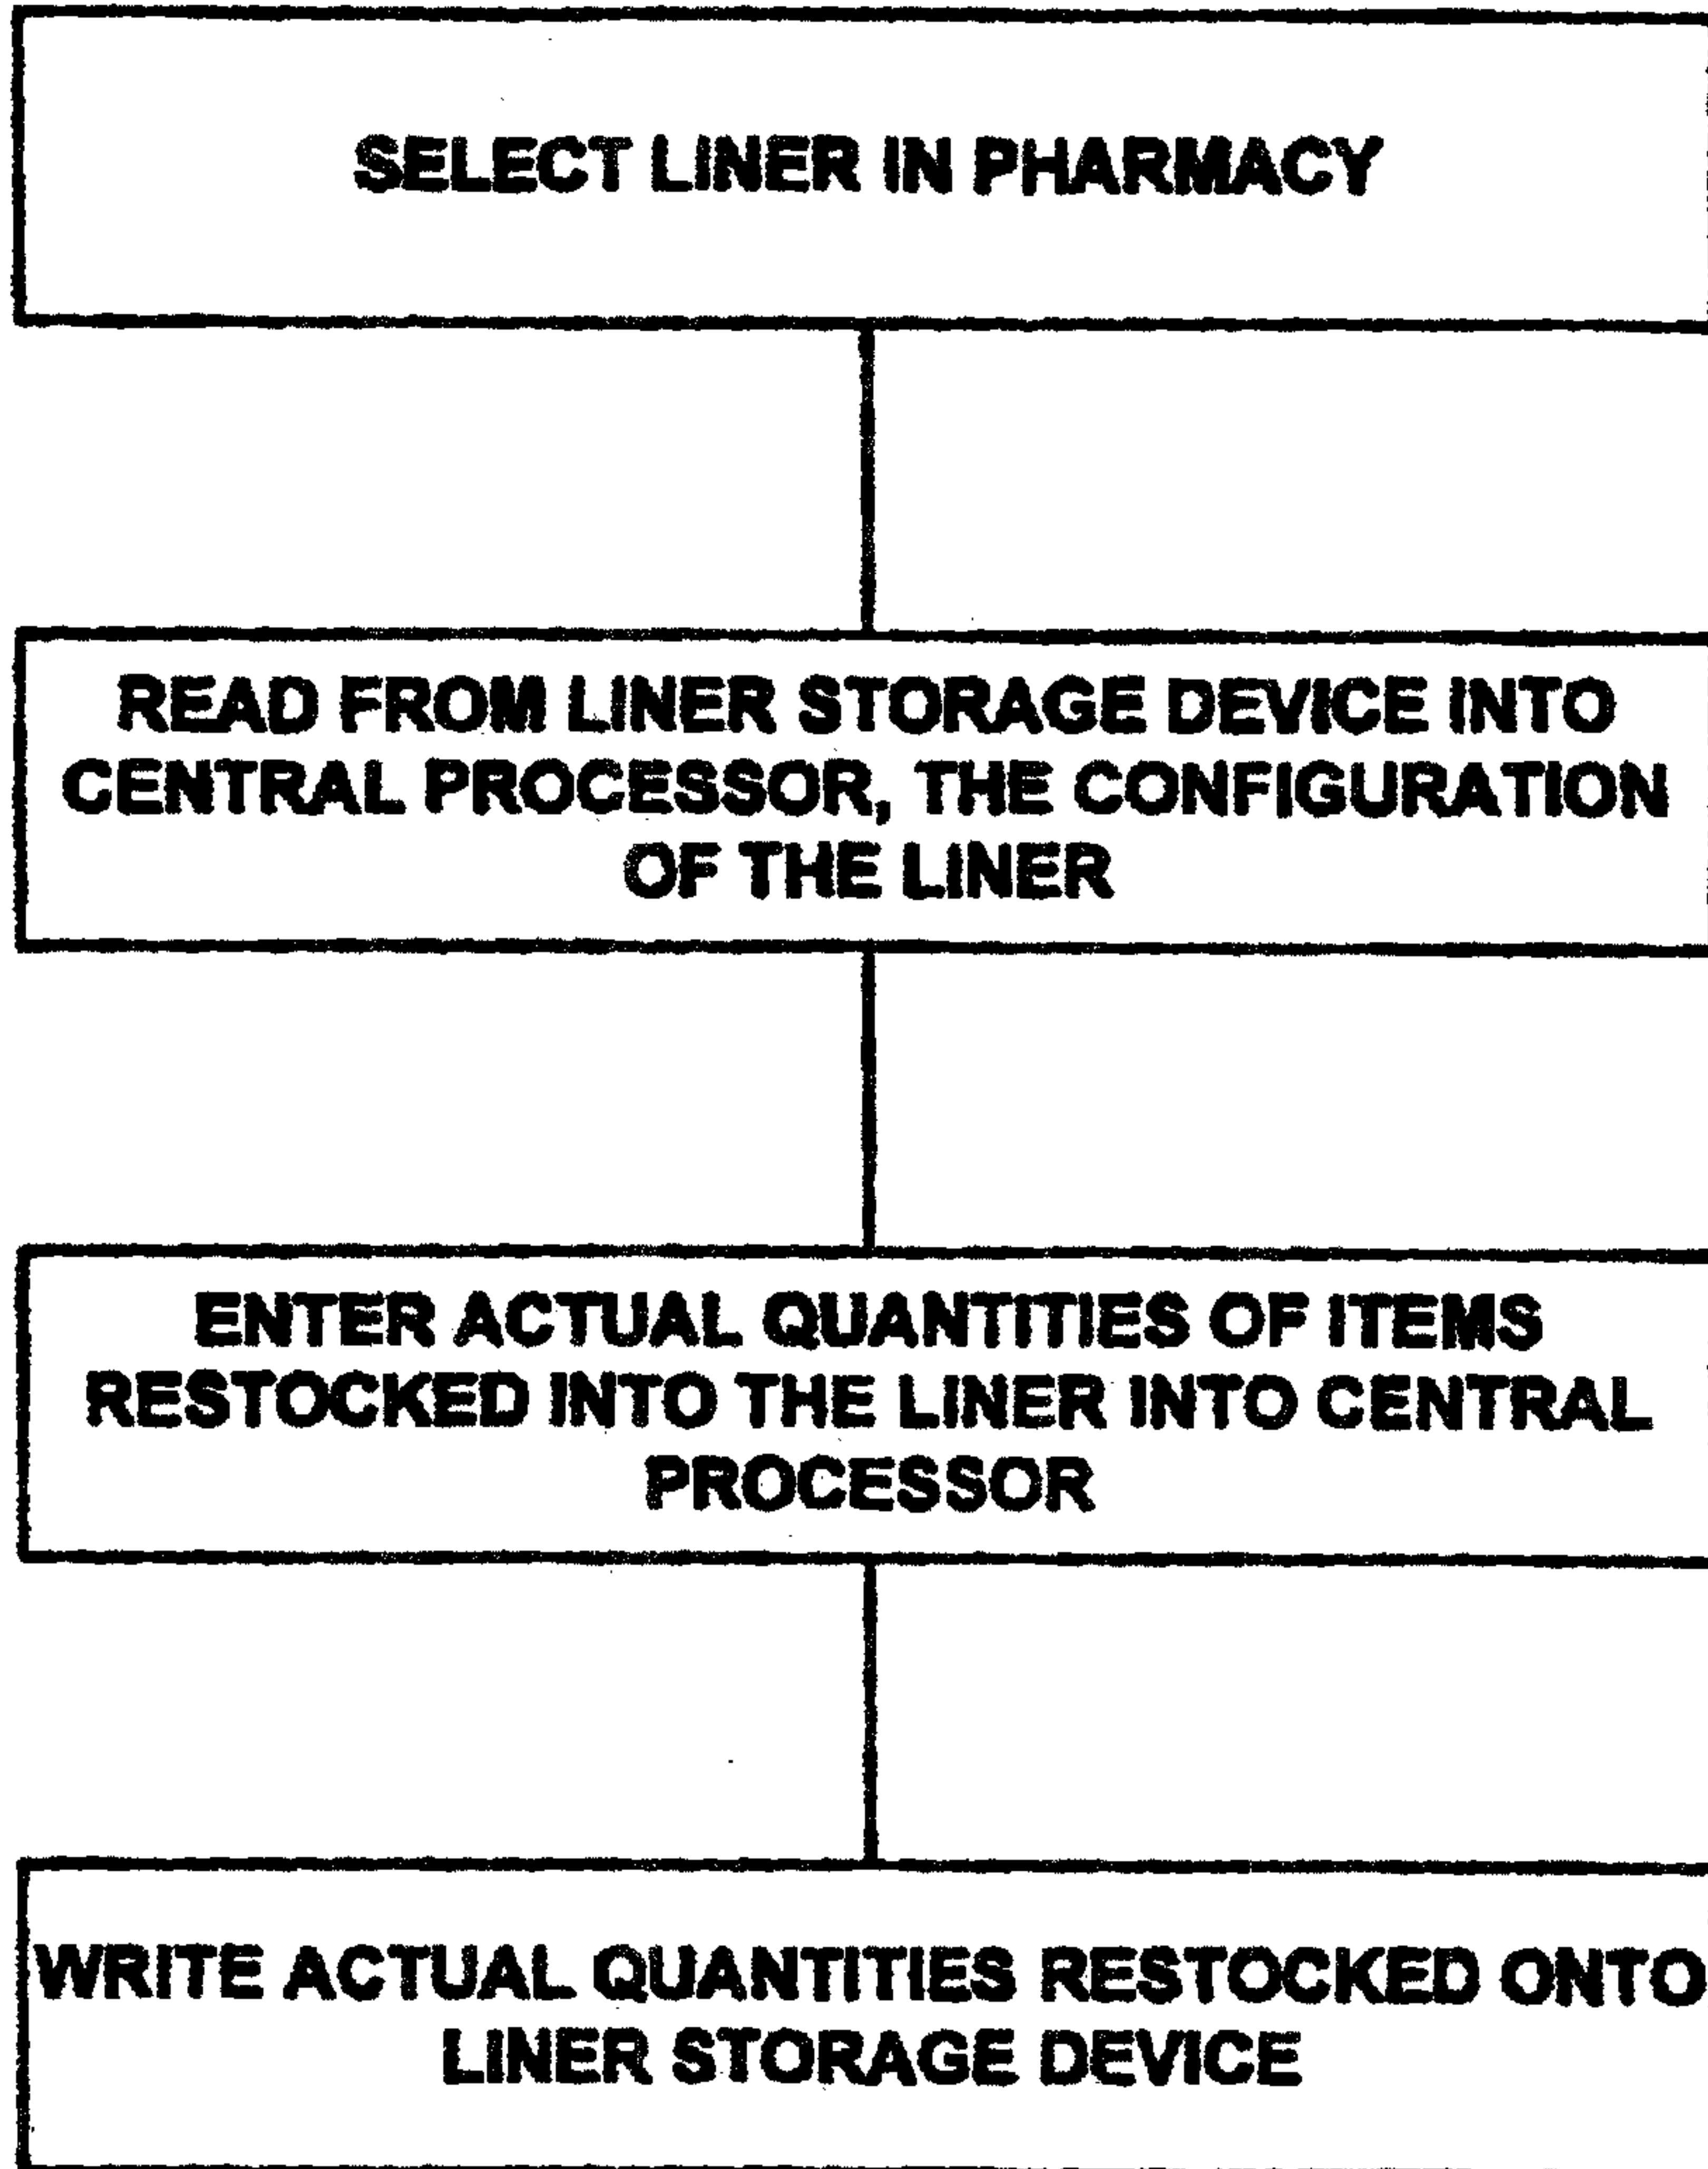 SELECT LINER IN PHARMACY
READ FROM LINER STORAGE DEVICE INTO
CENTRAL PROCESSOR, THE CONFIGURATION
OF THE LINER
ENTER ACTUAL QUANTITIES OF ITEMS
RESTOCKED INTO THE LINER INTO CENTRAL
PROCESSOR
WRITE ACTUAL QUANTITIES RESTOCKED ONTO
LINER STORAGE DEVICE